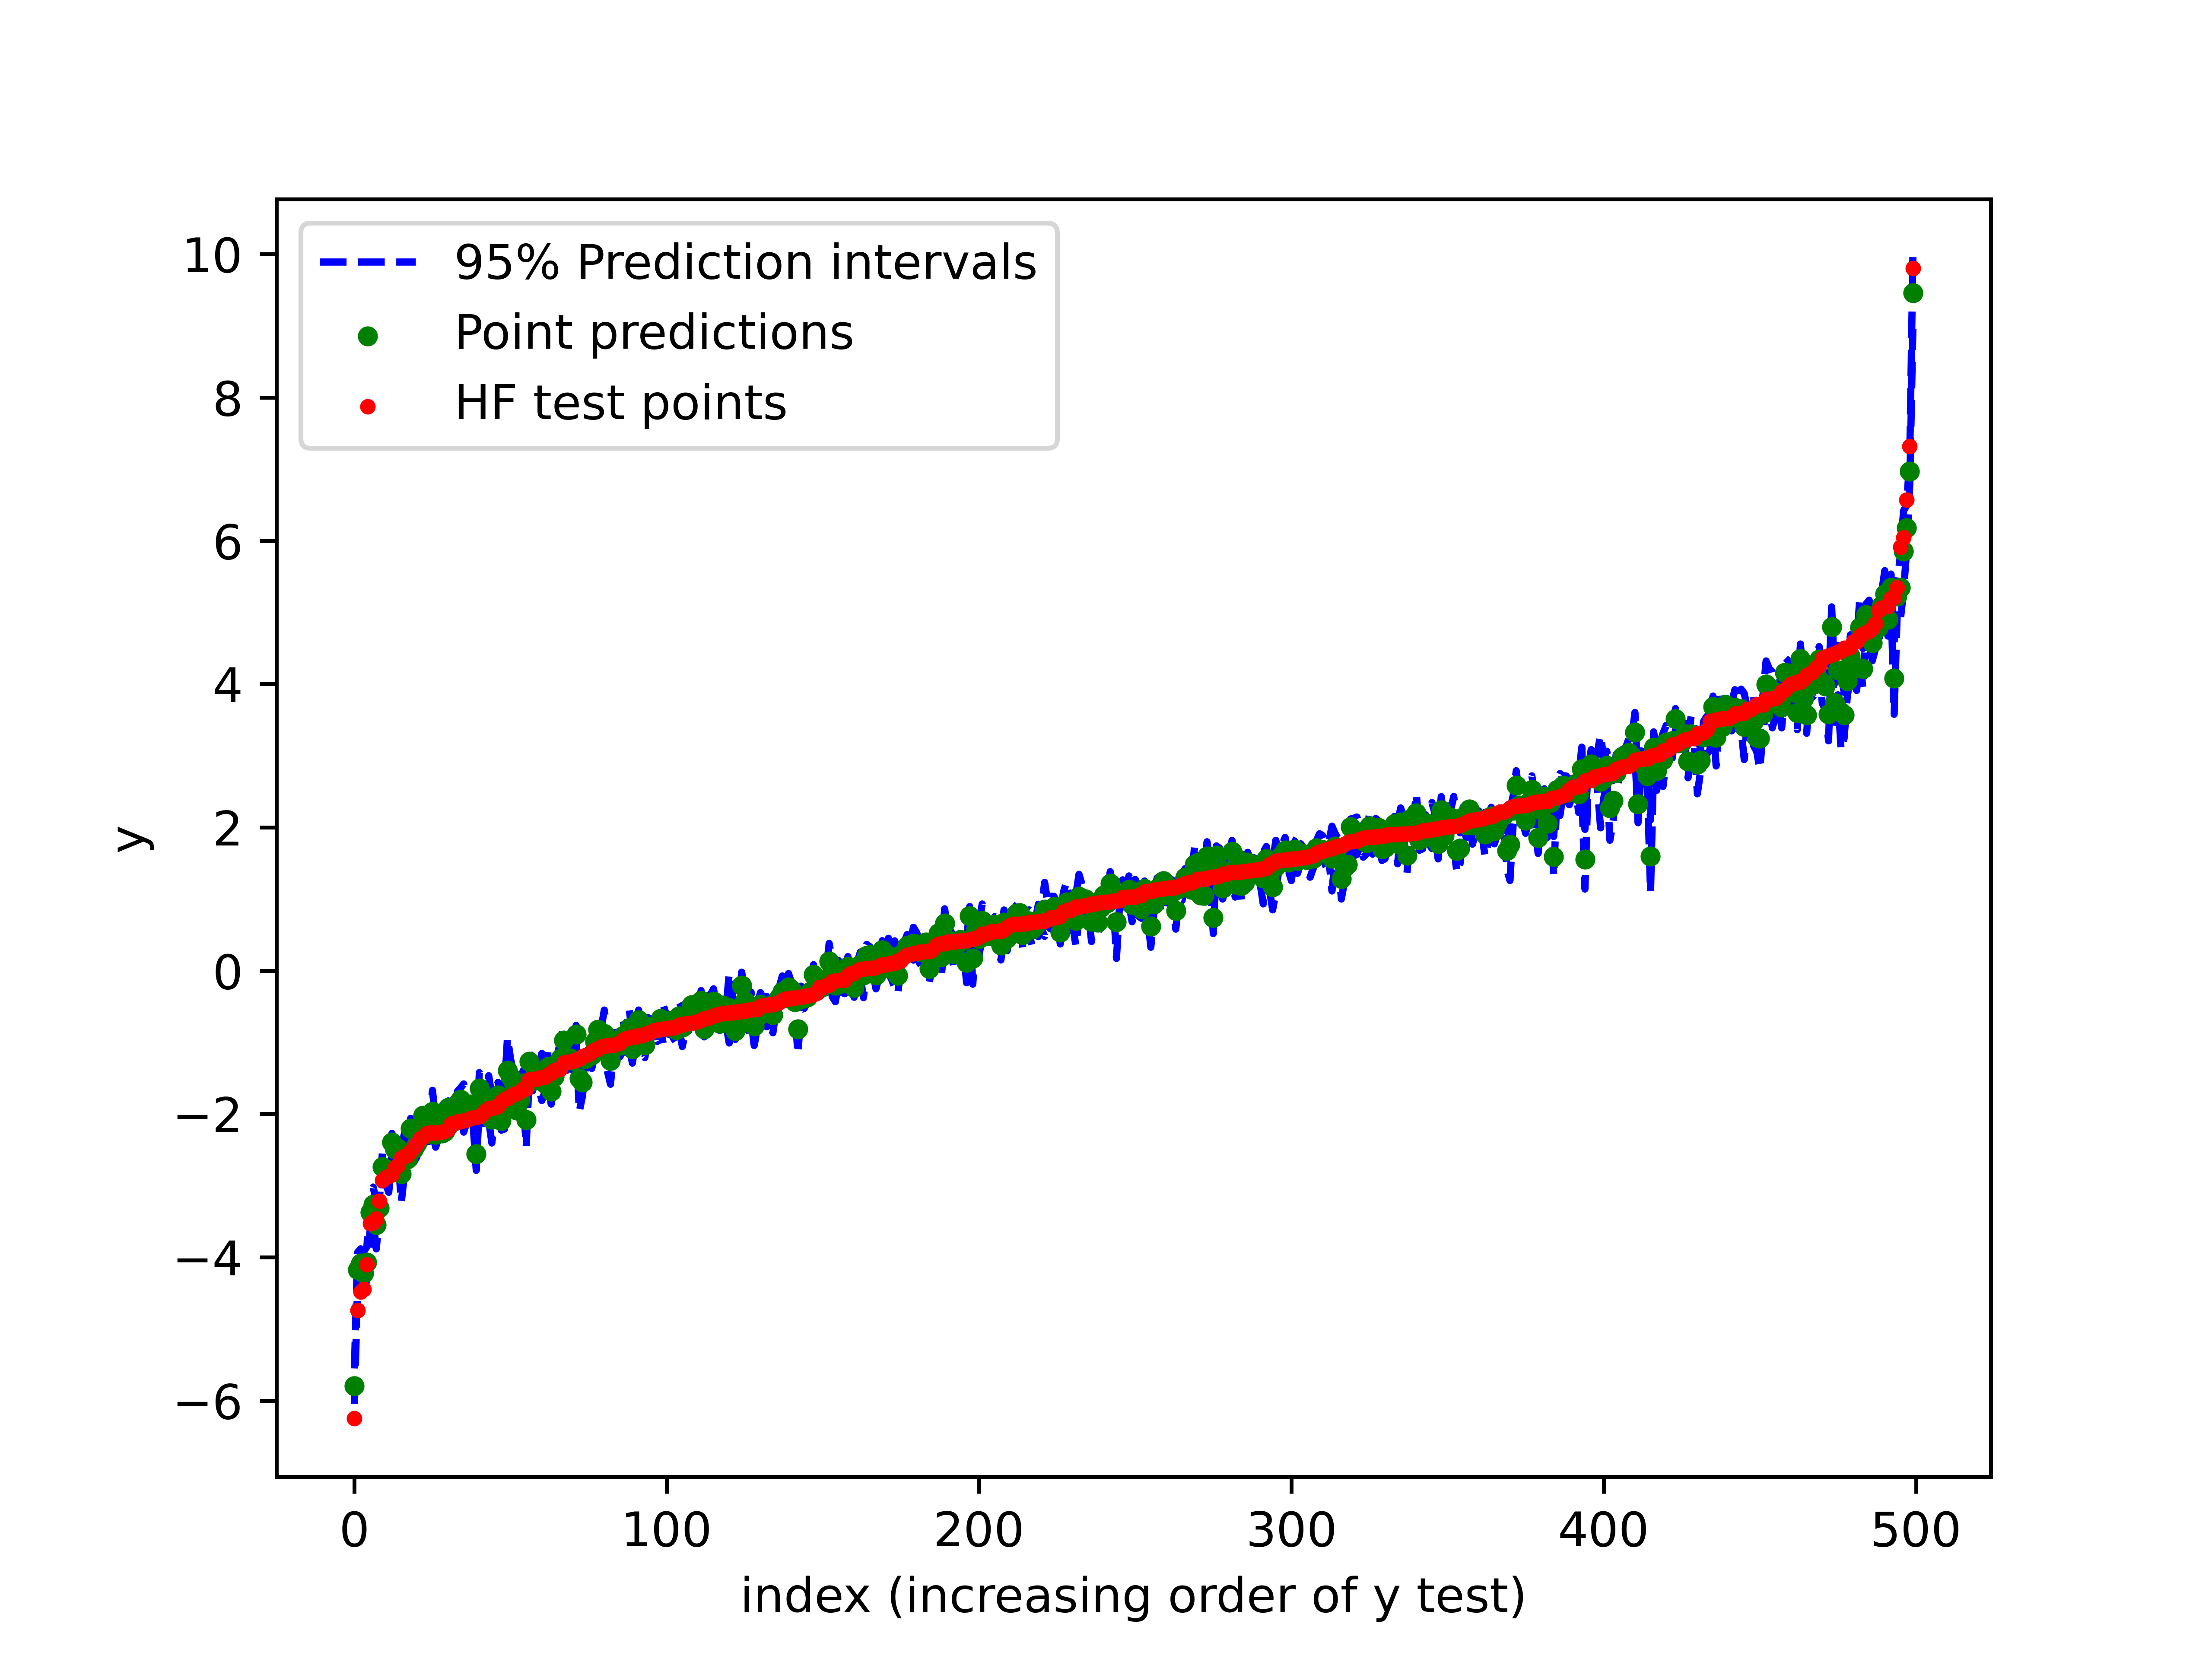 95% Prediction intervals
Point predictions
HF test points
10
8
6
4
2
0
−2
−4
−6
y
0 100 200 300 400 500
index (increasing order of y test)